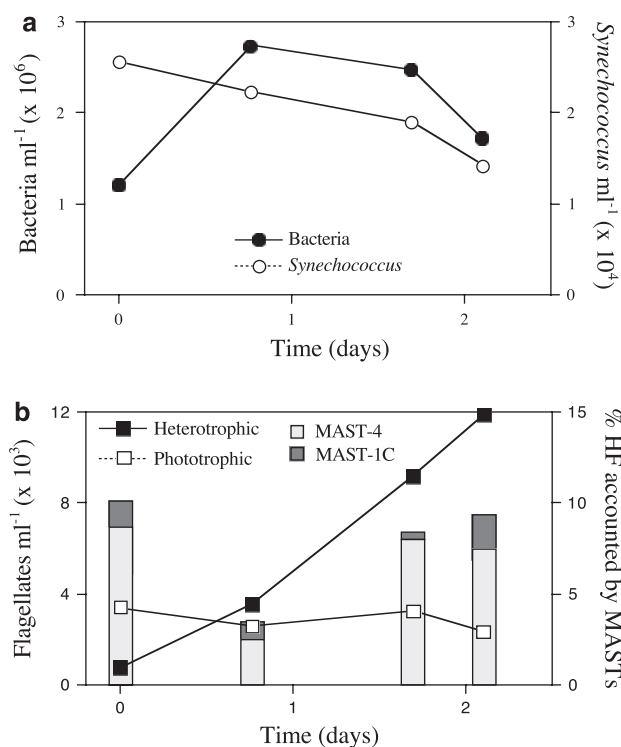 a
Bacteria ml⁻¹ (x 10⁶)
3
2
1
0
3
2
1
0
Synechococcus ml⁻¹ (x 10⁴)
Bacteria
Synechococcus
0 1 2
Time (days)
b
Flagellates ml⁻¹ (x 10³)
12
8
4
0
15
10
5
0
% HF accounted by MASTs
Heterotrophic
Phototrophic
MAST-4
MAST-1C
0 1 2
Time (days)